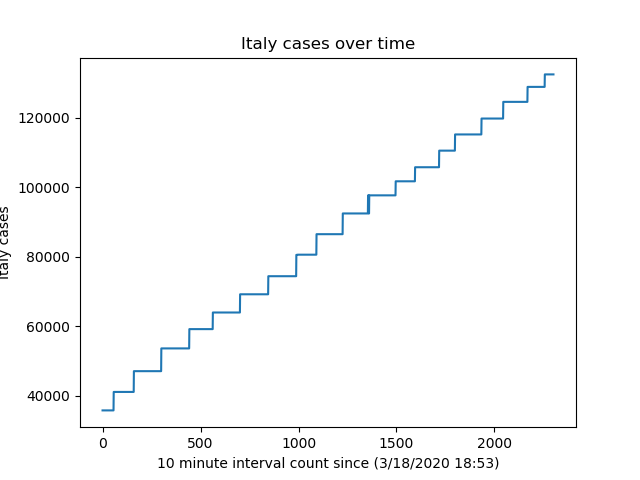 Italy cases over time
120000
100000
80000
60000
40000
Italy cases
0 500 1000 1500 2000
10 minute interval count since (3/18/2020 18:53)